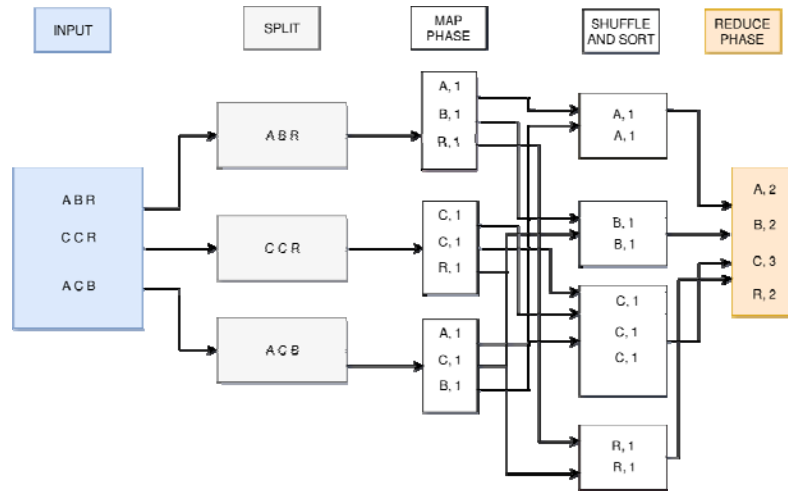 INPUT
SPLIT
MAP
PHASE
SHUFFLE
AND SORT
REDUCE
PHASE
A B R
C C R
A C B
A B R
C C R
A C B
A, 1
B, 1
R, 1
C, 1
C, 1
R, 1
A, 1
C, 1
B, 1
A, 1
A, 1
B, 1
B, 1
C, 1
C, 1
C, 1
R, 1
R, 1
A, 2
B, 2
C, 3
R, 2